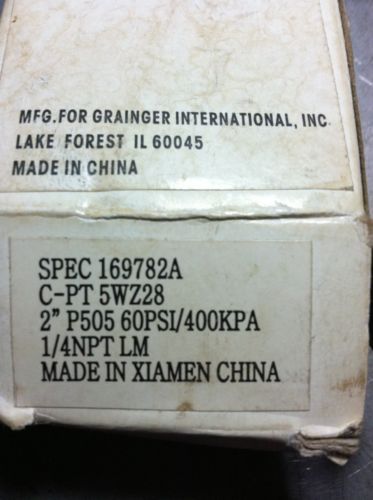 MFG.FOR GRAINGER INTERNATIONAL, INC.
LAKE FOREST IL 60045
MADE IN CHINA
SPEC 169782A
C-PT 5WZ28
2” P505 60PSI/400KPA
1/4NPT LM
MADE IN XIAMEN CHINA